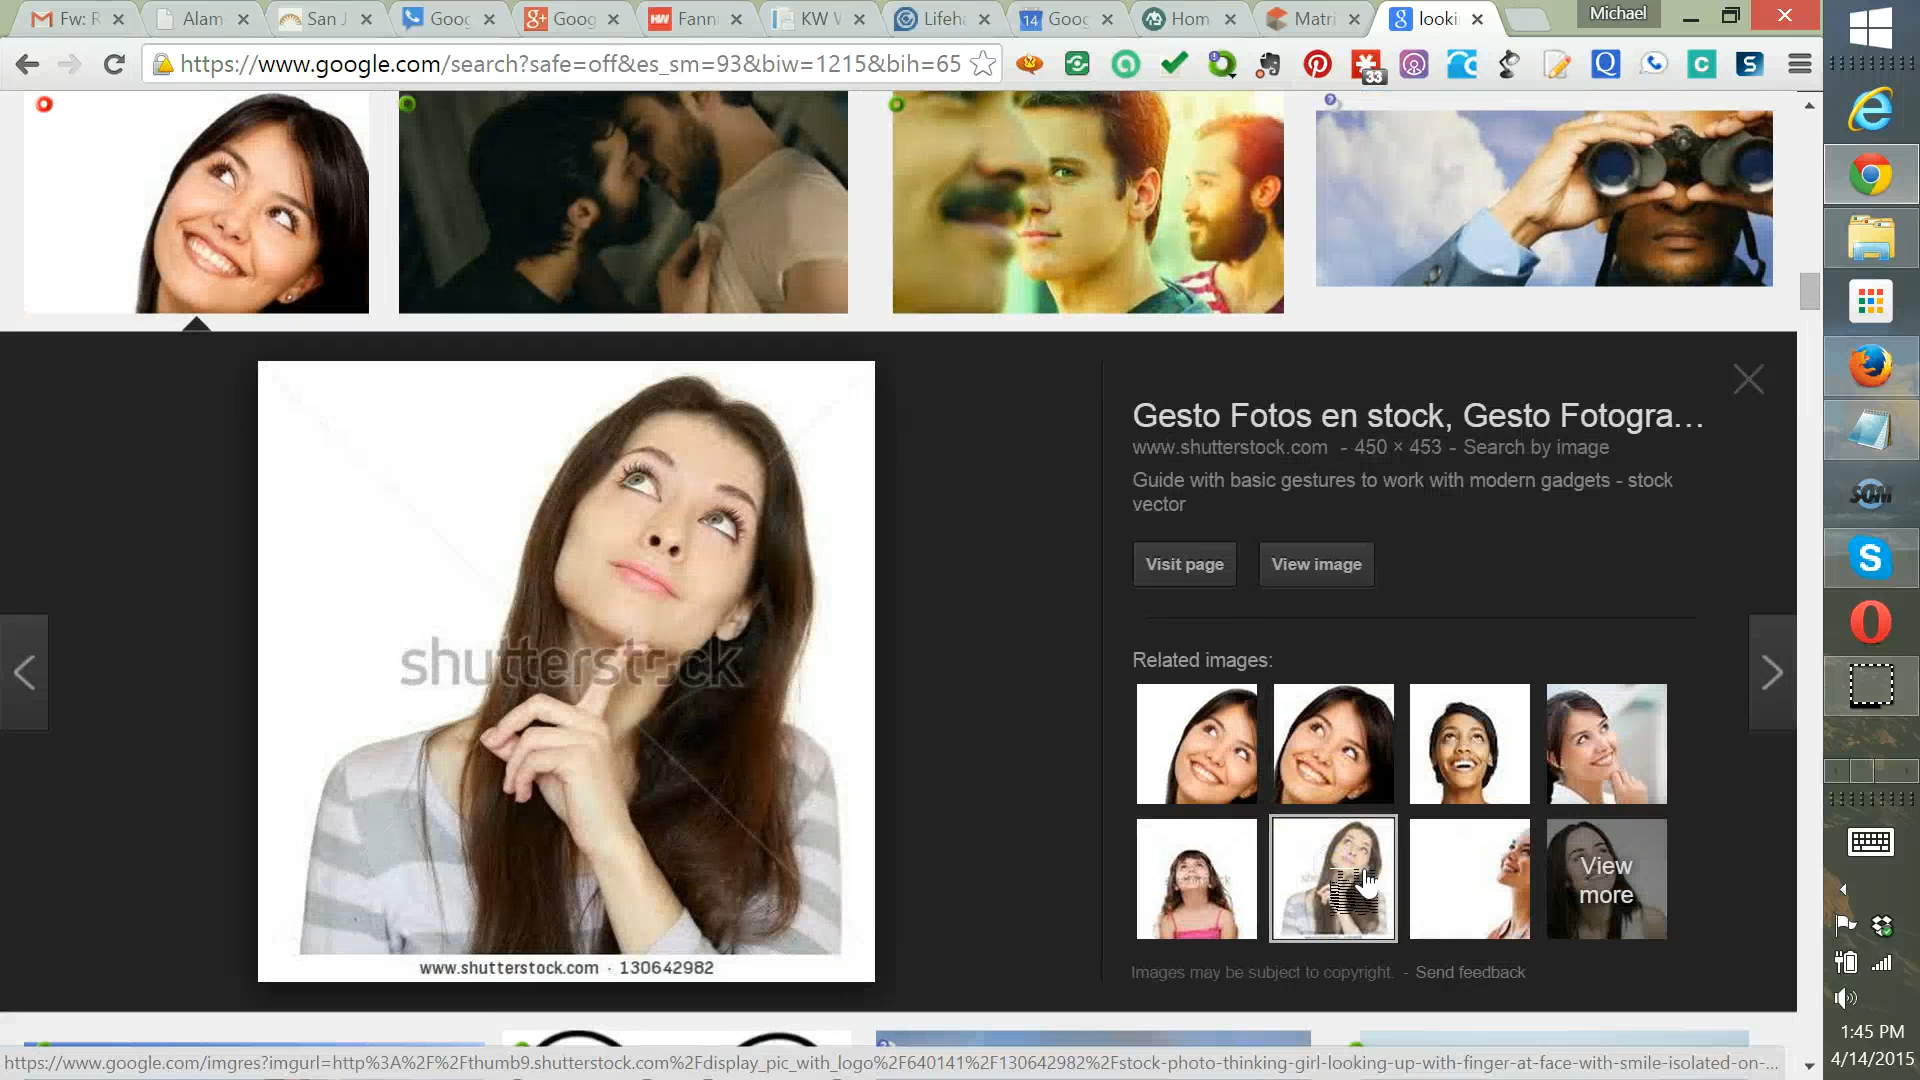 Fw: R
Alam
San J
Goog
Goog
Fann
KW V
Lifeh
14
Goog
Hom
Matri
looki
Michael
https://www.google.com/search?safe=off&es_sm=93&biw=1215&bih=65
33
Gesto Fotos en stock, Gesto Fotogra...
www.shutterstock.com - 450 × 453 - Search by image
Guide with basic gestures to work with modern gadgets - stock
vector
Visit page
View image
shutterstock
www.shutterstock.com · 130642982
Related images:
View
more
Images may be subject to copyright. - Send feedback
https://www.google.com/imgres?imgurl=http%3A%2F%2Fthumb9.shutterstock.com%2Fdisplay_pic_with_logo%2F640141%2F130642982%2Fstock-photo-thinking-girl-looking-up-with-finger-at-face-with-smile-isolated-on-...
SQM
1:45 PM
4/14/2015